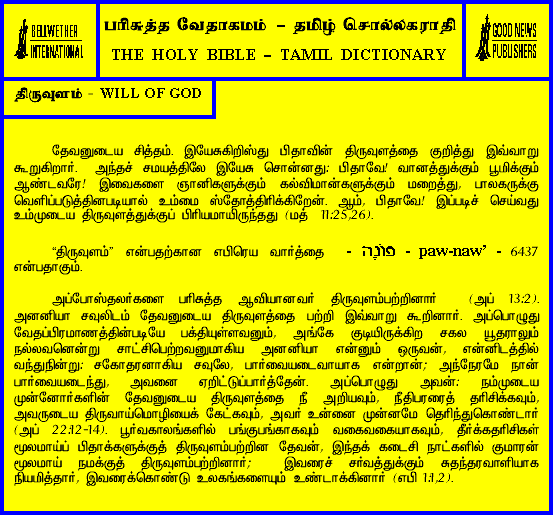 BELLWETHER
INTERNATIONAL
பரிசுத்த வேதாகமம் – தமிழ் சொல்லகராதி
THE HOLY BIBLE – TAMIL DICTIONARY
GOOD NEWS
PUBLISHERS
திருவுளம் - WILL OF GOD
தேவனுடைய சித்தம். இயேசுகிறிஸ்து பிதாவின் திருவுளத்தை குறித்து இவ்வாறு
கூறுகிறார். அந்தச் சமயத்திலே இயேசு சொன்னது: பிதாவே! வானத்துக்கும் பூமிக்கும்
ஆண்டவரே! இவைகளை ஞானிகளுக்கும் கல்விமான்களுக்கும் மறைத்து, பாலகருக்கு
வெளிப்படுத்தினபடியால் உம்மை ஸ்தோத்திரிக்கிறேன். ஆம், பிதாவே! இப்படிச் செய்வது
உம்முடைய திருவுளத்துக்குப் பிரியமாயிருந்தது (மத் 11:25,26).
“திருவுளம்” என்பதற்கான எபிரெய வார்த்தை - פּנָה - paw-naw’ - 6437
என்பதாகும்.
அப்போஸ்தலர்களை பரிசுத்த ஆவியானவர் திருவுளம்பற்றினார் (அப் 13:2).
அனனியா சவுலிடம் தேவனுடைய திருவுளத்தை பற்றி இவ்வாறு கூறினார். அப்பொழுது
வேதப்பிரமாணத்தின்படியே பக்தியுள்ளவனும், அங்கே குடியிருக்கிற சகல யூதராலும்
நல்லவனென்று சாட்சிபெற்றவனுமாகிய அனனியா என்னும் ஒருவன், என்னிடத்தில்
வந்துநின்று: சகோதரனாகிய சவுலே, பார்வையடைவாயாக என்றான்; அந்நேரமே நான்
பார்வையடைந்து, அவனை ஏறிட்டுப்பார்த்தேன். அப்பொழுது அவன்: நம்முடைய
முன்னோர்களின் தேவனுடைய திருவுளத்தை நீ அறியவும், நீதிபரரைத் தரிசிக்கவும்,
அவருடைய திருவாய்மொழியைக் கேட்கவும், அவர் உன்னை முன்னமே தெரிந்துகொண்டார்
(அப் 22:12-14). பூர்வகாலங்களில் பங்குபங்காகவும் வகைவகையாகவும், தீர்க்கதரிசிகள்
மூலமாய்ப் பிதாக்களுக்குத் திருவுளம்பற்றின தேவன், இந்தக் கடைசி நாட்களில் குமாரன்
மூலமாய் நமக்குத் திருவுளம்பற்றினார்; இவரைச் சர்வத்துக்கும் சுதந்தரவாளியாக
நியமித்தார், இவரைக்கொண்டு உலகங்களையும் உண்டாக்கினார் (எபி 1:1,2).